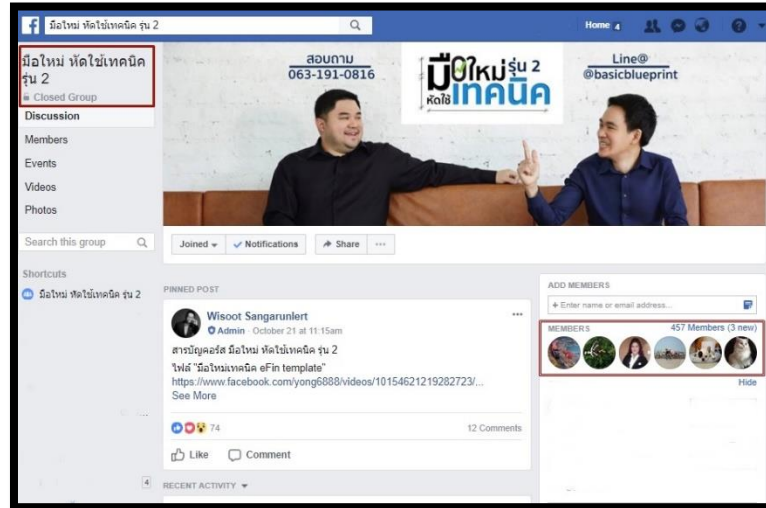 มือใหม่ หัดใช้เทคนิค รุ่น 2
Home 4
มือใหม่ หัดใช้เทคนิค
รุ่น 2
Closed Group
Discussion
Members
Events
Videos
Photos
Search this group
Shortcuts
มือใหม่ หัดใช้เทคนิค รุ่น 2
4
สอบถาม
063-191-0816
มือใหม่ รุ่น 2
หัดใช้เทคนิค
Line@
@basicblueprint
Joined
Notifications
Share
PINNED POST
Wisoot Sangarunlert
Admin · October 21 at 11:15am
สารบัญคอร์ส มือใหม่ หัดใช้เทคนิค รุ่น 2
ไฟล์ "มือใหม่เทคนิค eFin template"
https://www.facebook.com/yong6888/videos/10154621219282723/...
See More
74
12 Comments
Like
Comment
RECENT ACTIVITY
ADD MEMBERS
+ Enter name or email address...
MEMBERS
457 Members (3 new)
Hide